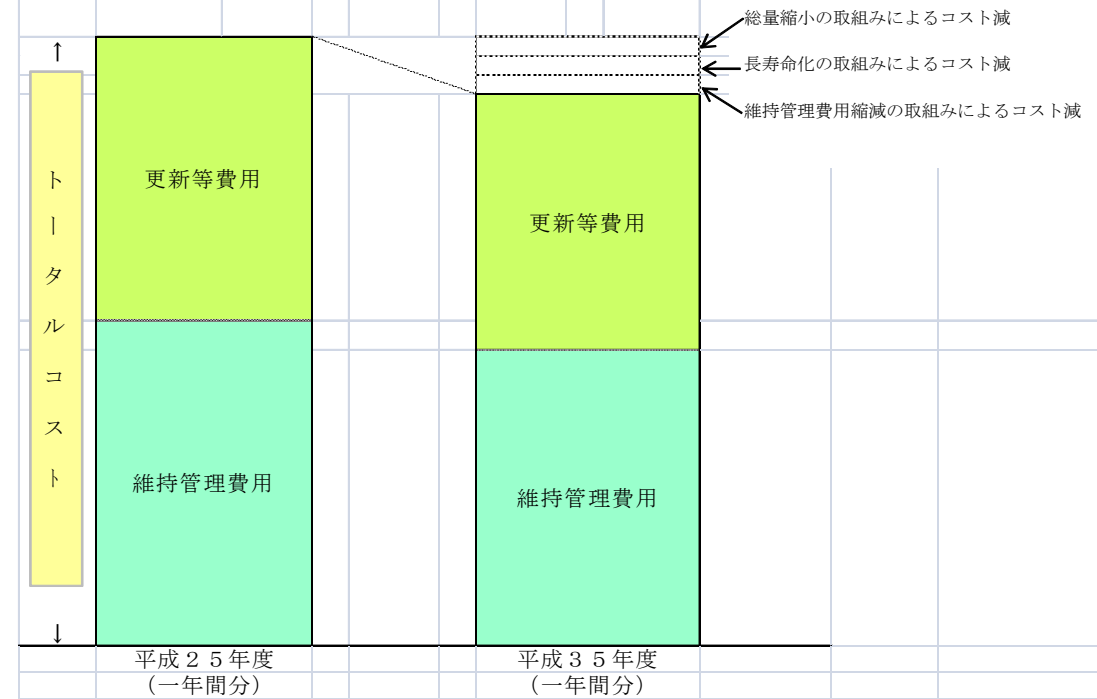 総量縮小の取組みによるコスト減
長寿命化の取組みによるコスト減
維持管理費用縮減の取組みによるコスト減
↑
トータルコスト
↓
更新等費用
維持管理費用
更新等費用
維持管理費用
平成２５年度
（一年間分）
平成３５年度
（一年間分）